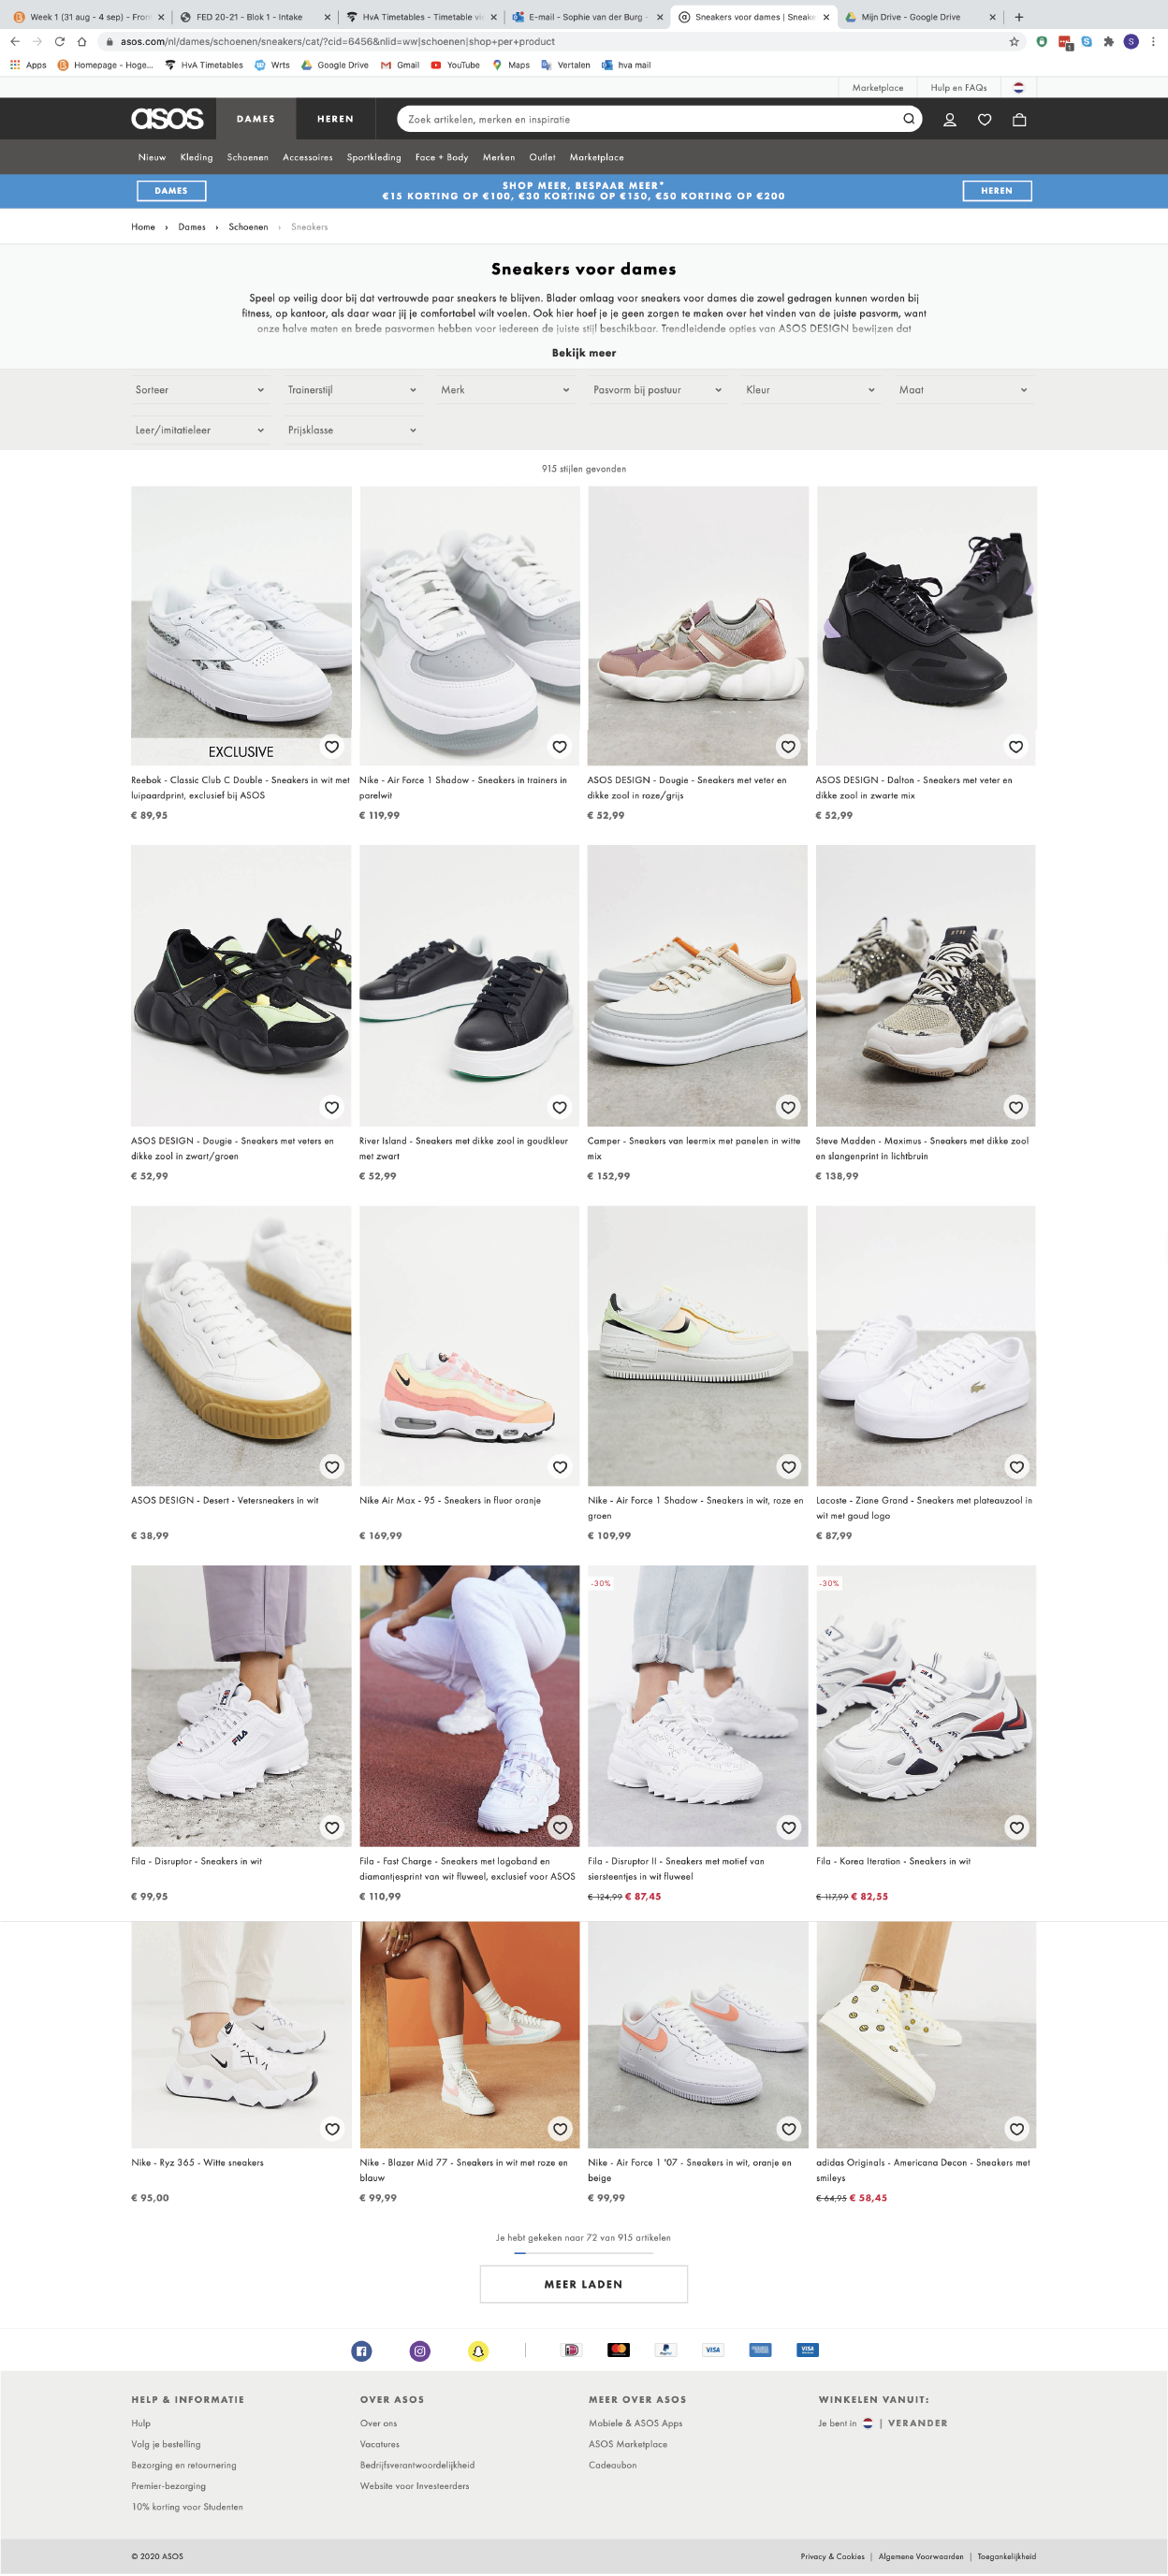 Week 1 (31 aug - 4 sep) - Fron
FED 20-21 - Blok 1 - Intake
HvA Timetables - Timetable vi
E-mail - Sophie van der Burg -
Sneakers voor dames | Sneake
Mijn Drive - Google Drive
asos.com/nl/dames/schoenen/sneakers/cat/?cid=6456&nlid=ww|schoenen|shop+per+product
Apps
Homepage - Hoge...
HvA Timetables
Wrts
Google Drive
Gmail
YouTube
Maps
Vertalen
hva mail
Marketplace
Hulp en FAQs
asos
DAMES
HEREN
Zoek artikelen, merken en inspiratie
Nieuw
Kleding
Schoenen
Accessoires
Sportkleding
Face + Body
Merken
Outlet
Marketplace
DAMES
SHOP MEER, BESPAAR MEER*
€15 KORTING OP €100, €30 KORTING OP €150, €50 KORTING OP €200
HEREN
Home › Dames › Schoenen › Sneakers
Sneakers voor dames
Speel op veilig door bij dat vertrouwde paar sneakers te blijven. Blader omlaag voor sneakers voor dames die zowel gedragen kunnen worden bij
fitness, op kantoor, als daar waar jij je comfortabel wilt voelen. Ook hier hoef je je geen zorgen te maken over het vinden van de juiste pasvorm, want
onze halve maten en brede pasvormen hebben voor iedereen de juiste stijl beschikbaar. Trendleidende opties van ASOS DESIGN bewijzen dat
Bekijk meer
Sorteer
Trainerstijl
Merk
Pasvorm bij postuur
Kleur
Maat
Leer/imitatieleer
Prijsklasse
915 stijlen gevonden
EXCLUSIVE
Reebok - Classic Club C Double - Sneakers in wit met
luipaardprint, exclusief bij ASOS
€ 89,95
Nike - Air Force 1 Shadow - Sneakers in trainers in
parelwit
€ 119,99
ASOS DESIGN - Dougie - Sneakers met veter en
dikke zool in roze/grijs
€ 52,99
ASOS DESIGN - Dalton - Sneakers met veter en
dikke zool in zwarte mix
€ 52,99
ASOS DESIGN - Dougie - Sneakers met veters en
dikke zool in zwart/groen
€ 52,99
River Island - Sneakers met dikke zool in goudkleur
met zwart
€ 52,99
Camper - Sneakers van leermix met panelen in witte
mix
€ 152,99
Steve Madden - Maximus - Sneakers met dikke zool
en slangenprint in lichtbruin
€ 138,99
ASOS DESIGN - Desert - Vetersneakers in wit
€ 38,99
Nike Air Max - 95 - Sneakers in fluor oranje
€ 169,99
Nike - Air Force 1 Shadow - Sneakers in wit, roze en
groen
€ 109,99
Lacoste - Ziane Grand - Sneakers met plateauzool in
wit met goud logo
€ 87,99
FILA
Fila - Disruptor - Sneakers in wit
€ 99,95
Fila - Fast Charge - Sneakers met logoband en
diamantjesprint van wit fluweel, exclusief voor ASOS
€ 110,99
-30%
Fila - Disruptor II - Sneakers met motief van
siersteentjes in wit fluweel
€ 124,99 € 87,45
-30%
Fila - Korea Iteration - Sneakers in wit
€ 117,99 € 82,55
Nike - Ryz 365 - Witte sneakers
€ 95,00
Nike - Blazer Mid 77 - Sneakers in wit met roze en
blauw
€ 99,99
Nike - Air Force 1 '07 - Sneakers in wit, oranje en
beige
€ 99,99
adidas Originals - Americana Decon - Sneakers met
smileys
€ 64,95 € 58,45
Je hebt gekeken naar 72 van 915 artikelen
MEER LADEN
PayPal
VISA
VISA
HELP & INFORMATIE
Hulp
Volg je bestelling
Bezorging en retournering
Premier-bezorging
10% korting voor Studenten
OVER ASOS
Over ons
Vacatures
Bedrijfsverantwoordelijkheid
Website voor Investeerders
MEER OVER ASOS
Mobiele & ASOS Apps
ASOS Marketplace
Cadeaubon
WINKELEN VANUIT:
Je bent in | VERANDER
© 2020 ASOS
Privacy & Cookies | Algemene Voorwaarden | Toegankelijkheid